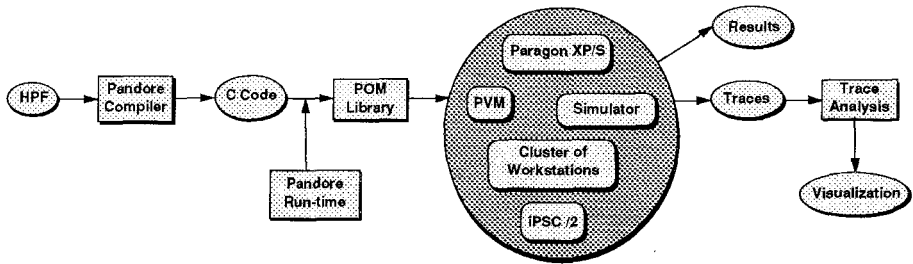 HPF
Pandore
Compiler
C Code
POM
Library
Pandore
Run-time
Paragon XP/S
PVM
Simulator
Cluster of
Workstations
iPSC /2
Results
Traces
Trace
Analysis
Visualization